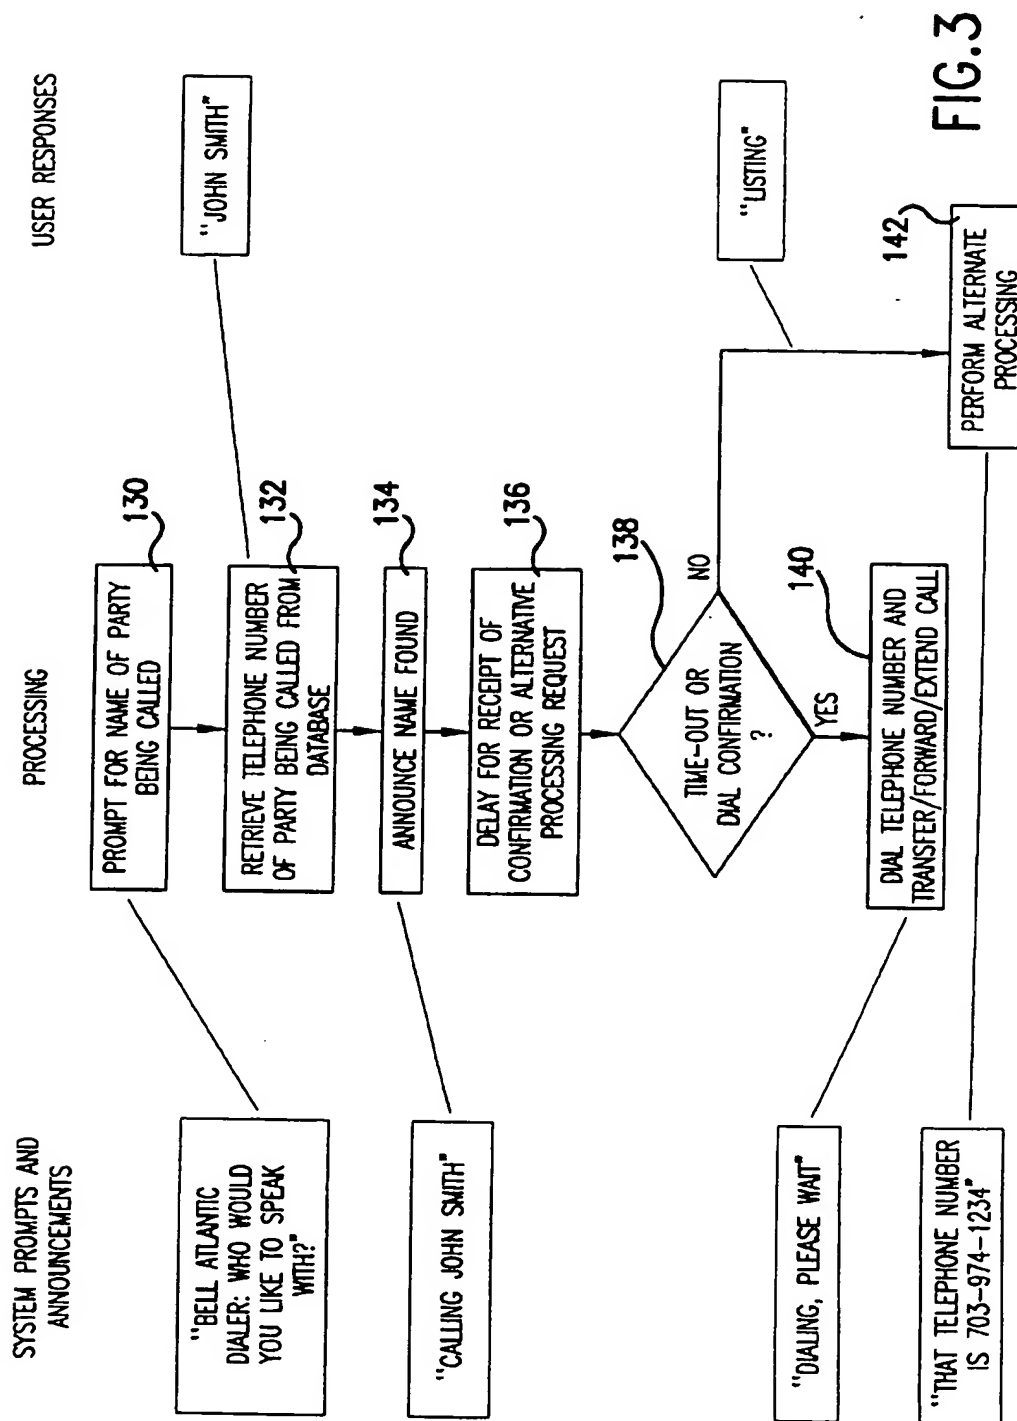 SYSTEM PROMPTS AND
ANNOUNCEMENTS
PROCESSING
USER RESPONSES
"BELL ATLANTIC
DIALER: WHO WOULD
YOU LIKE TO SPEAK
WITH?"
PROMPT FOR NAME OF PARTY
BEING CALLED
130
"JOHN SMITH"
RETRIEVE TELEPHONE NUMBER
OF PARTY BEING CALLED FROM
DATABASE
132
"CALLING JOHN SMITH"
ANNOUNCE NAME FOUND
134
DELAY FOR RECEIPT OF
CONFIRMATION OR ALTERNATIVE
PROCESSING REQUEST
136
TIME-OUT OR
DIAL CONFIRMATION
?
138
NO
YES
"LISTING"
"DIALING, PLEASE WAIT"
DIAL TELEPHONE NUMBER AND
TRANSFER/FORWARD/EXTEND CALL
140
"THAT TELEPHONE NUMBER
IS 703-974-1234"
PERFORM ALTERNATE
PROCESSING
142
FIG.3